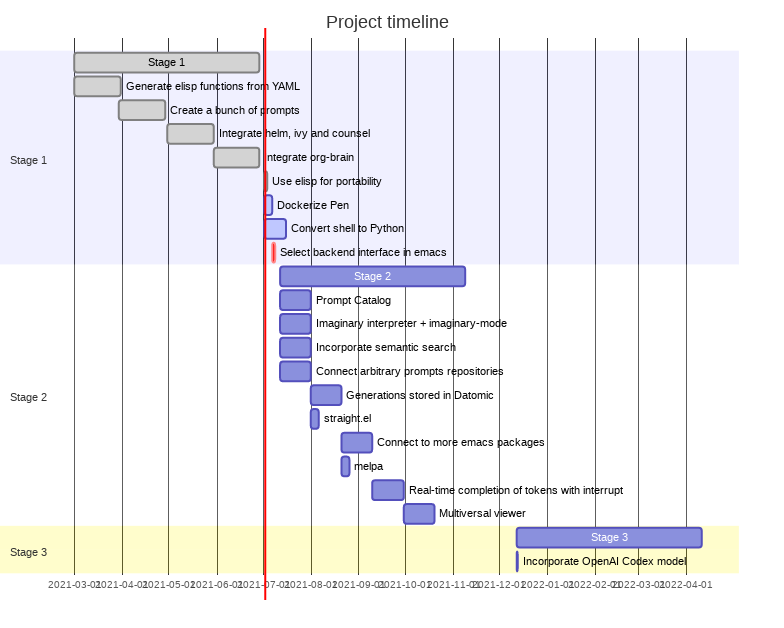 Project timeline
Stage 1
Generate elisp functions from YAML
Create a bunch of prompts
Integrate helm, ivy and counsel
Integrate org-brain
Stage 1
Use elisp for portability
Dockerize Pen
Convert shell to Python
Select backend interface in emacs
Stage 2
Prompt Catalog
Imaginary interpreter + imaginary-mode
Incorporate semantic search
Connect arbitrary prompts repositories
Generations stored in Datomic
Stage 2
straight.el
Connect to more emacs packages
melpa
Real-time completion of tokens with interrupt
Multiversal viewer
Stage 3
Stage 3
Incorporate OpenAI Codex model
2021-03-01 2021-04-01 2021-05-01 2021-06-01 2021-07-01 2021-08-01 2021-09-01 2021-10-01 2021-11-01 2021-12-01 2022-01-01 2022-02-01 2022-03-01 2022-04-01